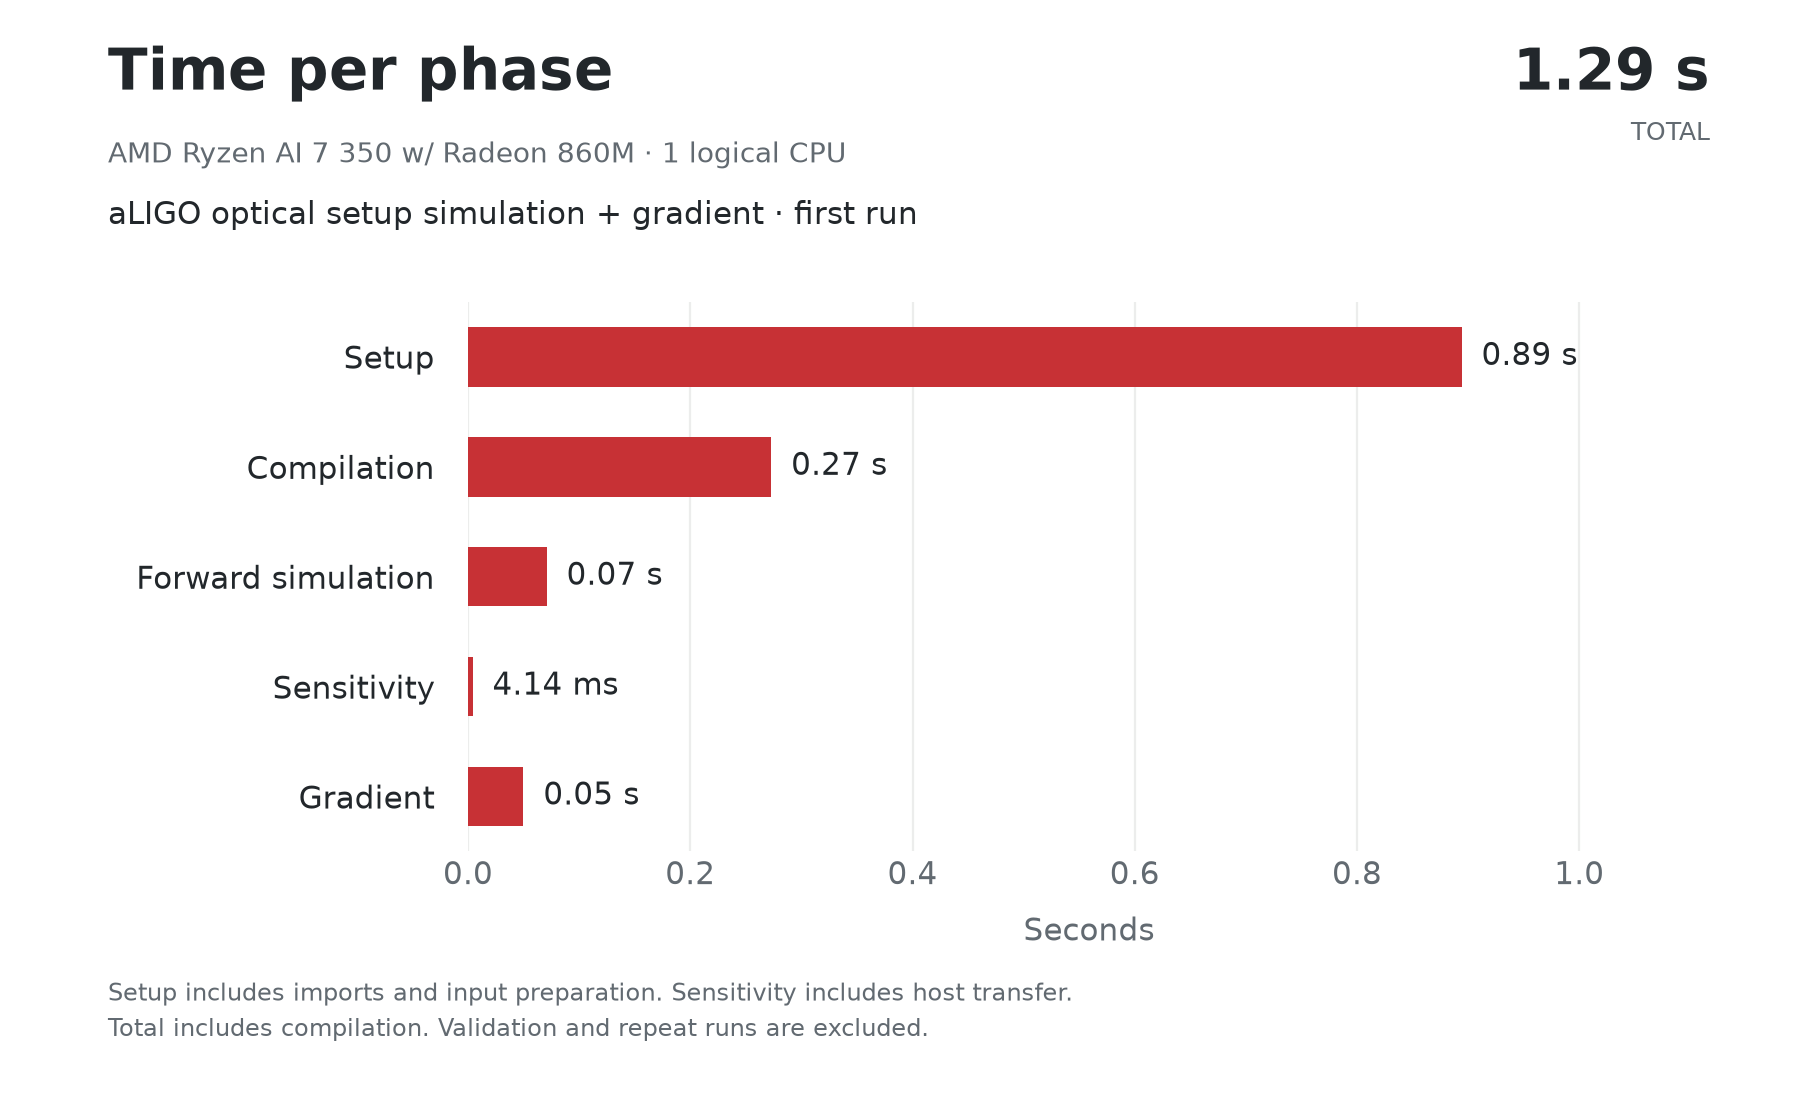 Time per phase
1.29 s
TOTAL
AMD Ryzen AI 7 350 w/ Radeon 860M · 1 logical CPU
aLIGO optical setup simulation + gradient · first run
Setup
0.89 s
Compilation
0.27 s
Forward simulation
0.07 s
Sensitivity
4.14 ms
Gradient
0.05 s
0.0 0.2 0.4 0.6 0.8 1.0
Seconds
Setup includes imports and input preparation. Sensitivity includes host transfer.
Total includes compilation. Validation and repeat runs are excluded.